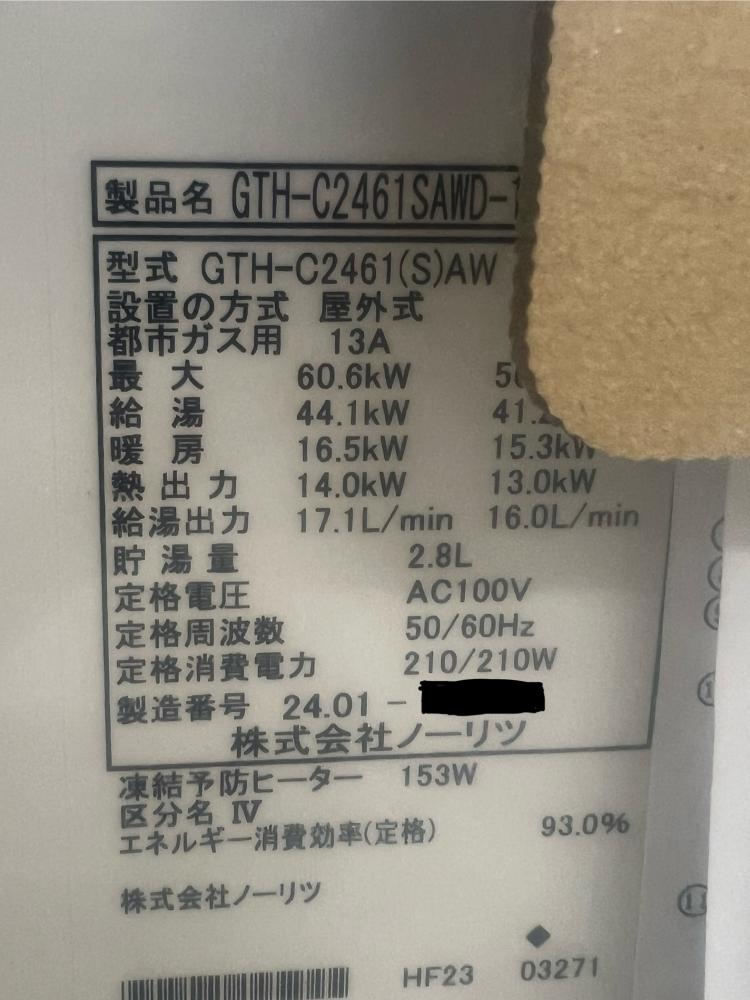 製品名 GTH-C2461SAWD-
型式 GTH-C2461(S)AW
設置の方式 屋外式
都市ガス用 13A
最大 60.6kW
給湯 44.1kW 41.2
暖房 16.5kW 15.3kW
熱出力 14.0kW 13.0kW
給湯出力 17.1L/min 16.0L/min
貯湯量 2.8L
定格電圧 AC100V
定格周波数 50/60Hz
定格消費電力 210/210W
製造番号 24.01 -
株式会社ノーリツ
凍結予防ヒーター 153W
区分名 Ⅳ
エネルギー消費効率(定格) 93.0%
株式会社ノーリツ
HF23 03271